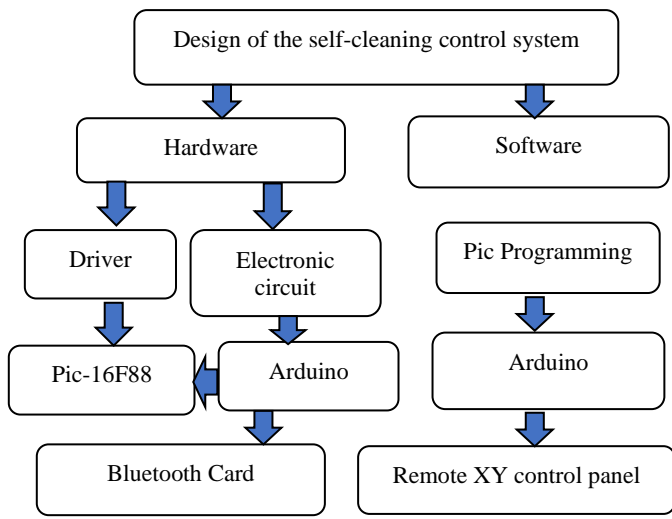 Design of the self-cleaning control system
Hardware
Software
Driver
Electronic
circuit
Pic Programming
Pic-16F88
Arduino
Arduino
Bluetooth Card
Remote XY control panel